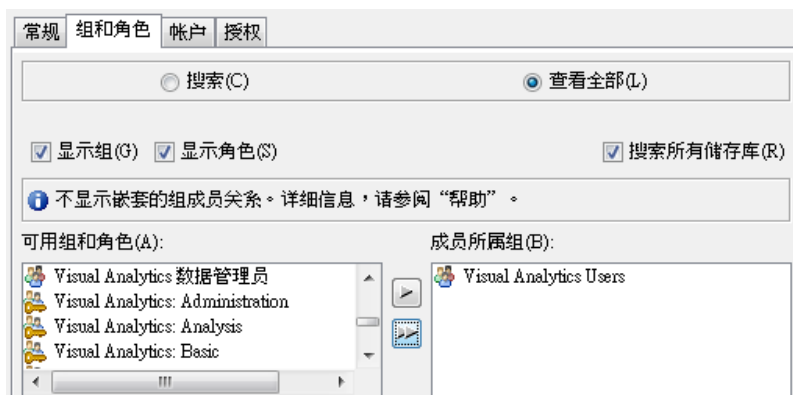 常规 组和角色 帐户 授权
搜索(C) 查看全部(L)
显示组(G) 显示角色(S) 搜索所有储存库(R)
不显示嵌套的组成员关系。详细信息，请参阅“帮助”。
可用组和角色(A): 成员所属组(B):
Visual Analytics 数据管理员 Visual Analytics Users
Visual Analytics: Administration
Visual Analytics: Analysis
Visual Analytics: Basic